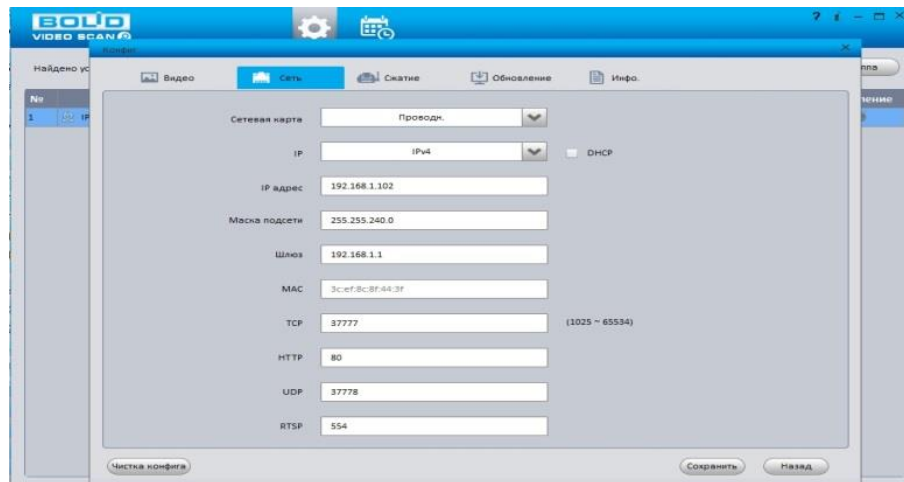 BOLID
VIDEO SCAN
? i
Конфиг
Найдено ус
ппа
Видео
Сеть
Сжатие
Обновление
Инфо.
№
ление
1 IP
Сетевая карта Проводн.
IP IPv4 DHCP
IP адрес 192.168.1.102
Маска подсети 255.255.240.0
Шлюз 192.168.1.1
MAC 3c:ef:8c:8f:44:3f
TCP 37777 (1025 ~ 65534)
HTTP 80
UDP 37778
RTSP 554
Чистка конфига
Сохранить
Назад